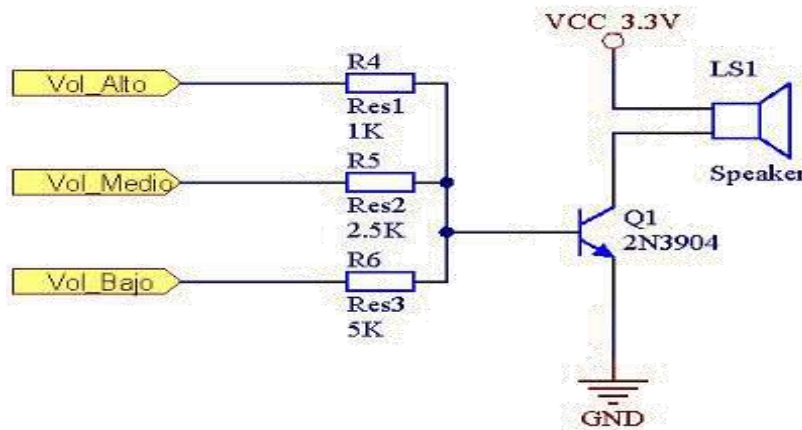 VCC_3.3V
LS1
Speaker
Vol_Alto
R4
Res1
1K
Vol_Medio
R5
Res2
2.5K
Q1
2N3904
Vol_Bajo
R6
Res3
5K
GND